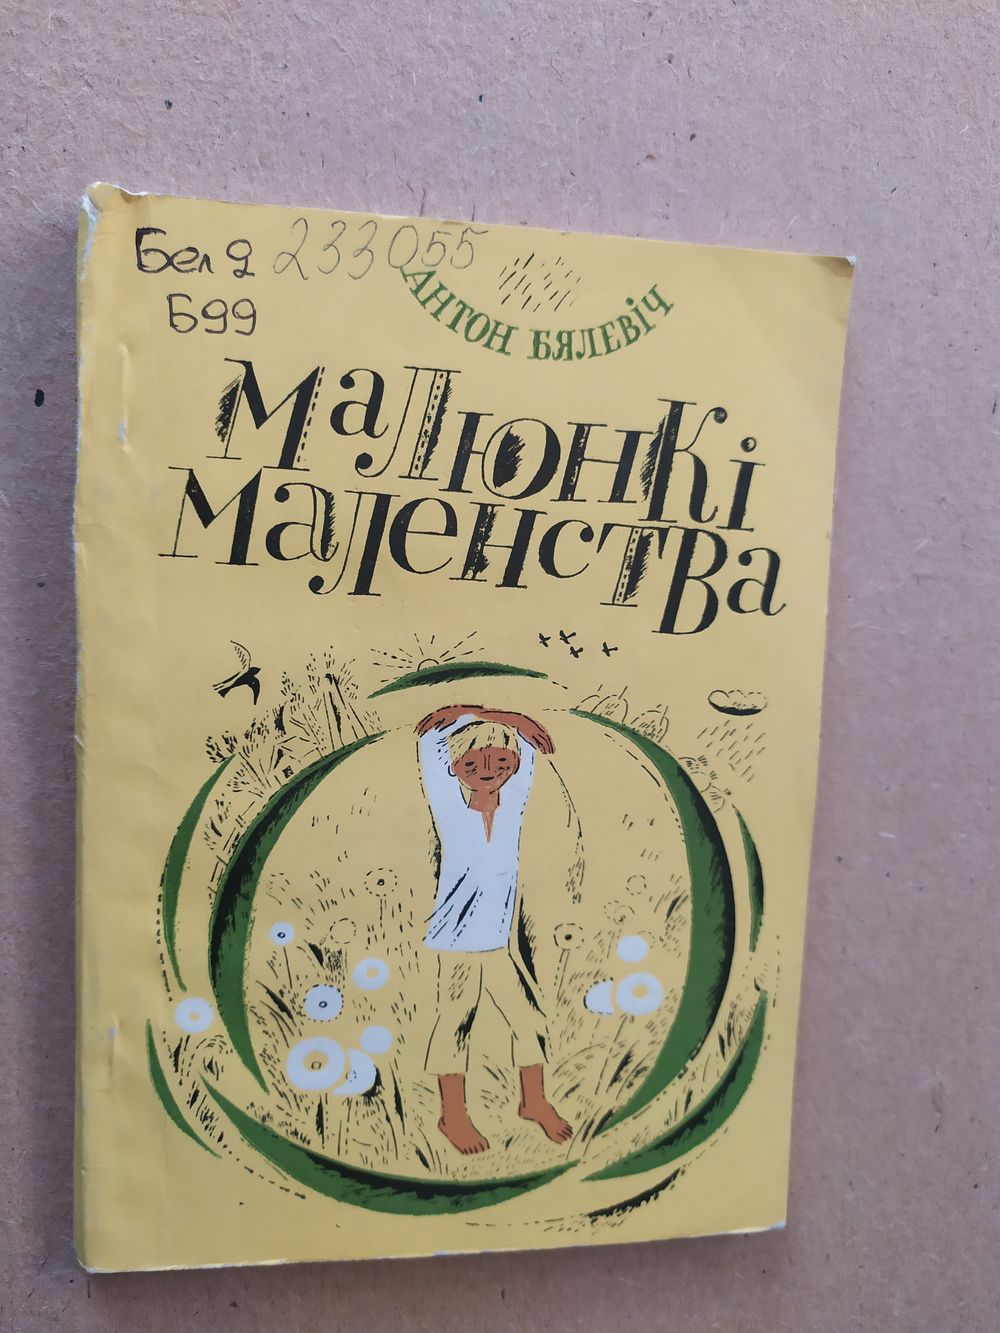 Бел 2 233055
Б99
АНТОН БЯЛЕВІЧ
Малюнкі
маленства